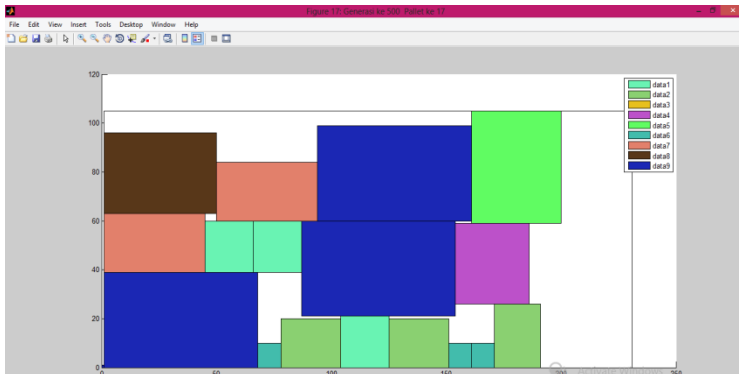 Figure 17: Generasi ke 500 Pallet ke 17
File Edit View Insert Tools Desktop Window Help
120
100
80
60
40
20
0
0 50 100 150 200 250
data1
data2
data3
data4
data5
data6
data7
data8
data9
Activate Windows